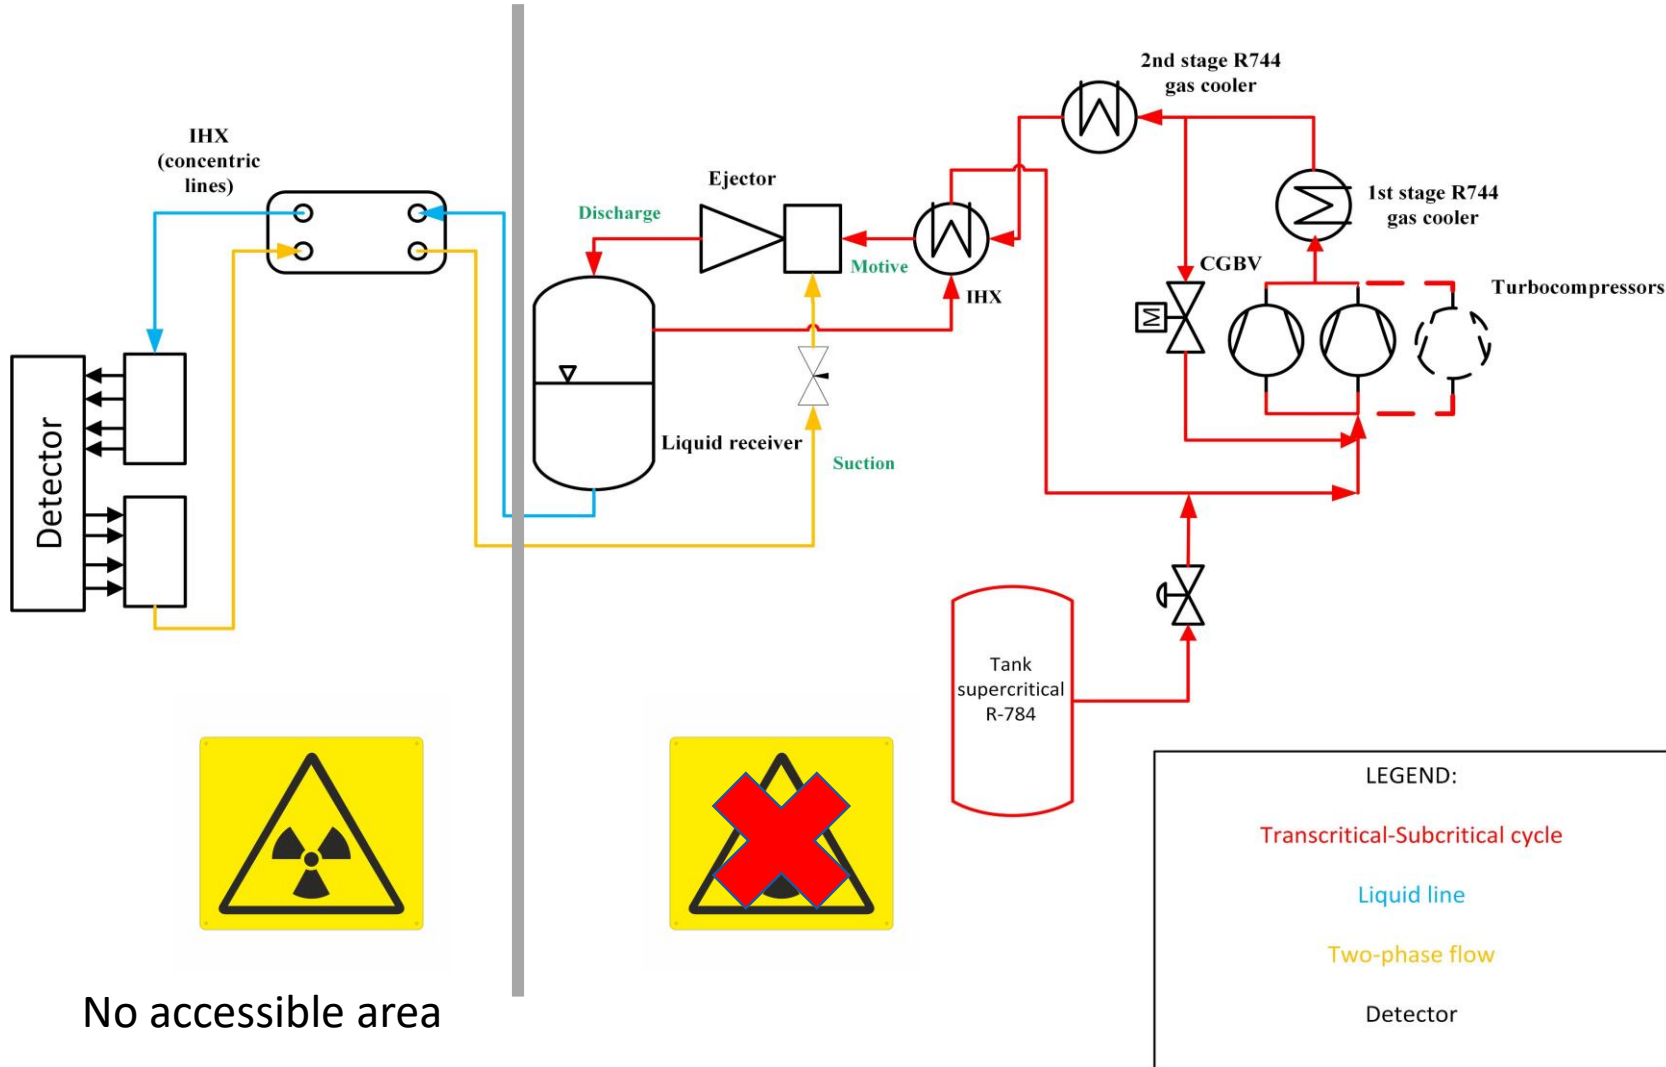 2nd stage R744
gas cooler
IHX
(concentric
lines)
Ejector
1st stage R744
gas cooler
Discharge
Motive
CGBV
IHX
Turbocompressors
M
Detector
Liquid receiver
Suction
Tank
supercritical
R-784
LEGEND:
Transcritical-Subcritical cycle
Liquid line
Two-phase flow
Detector
No accessible area